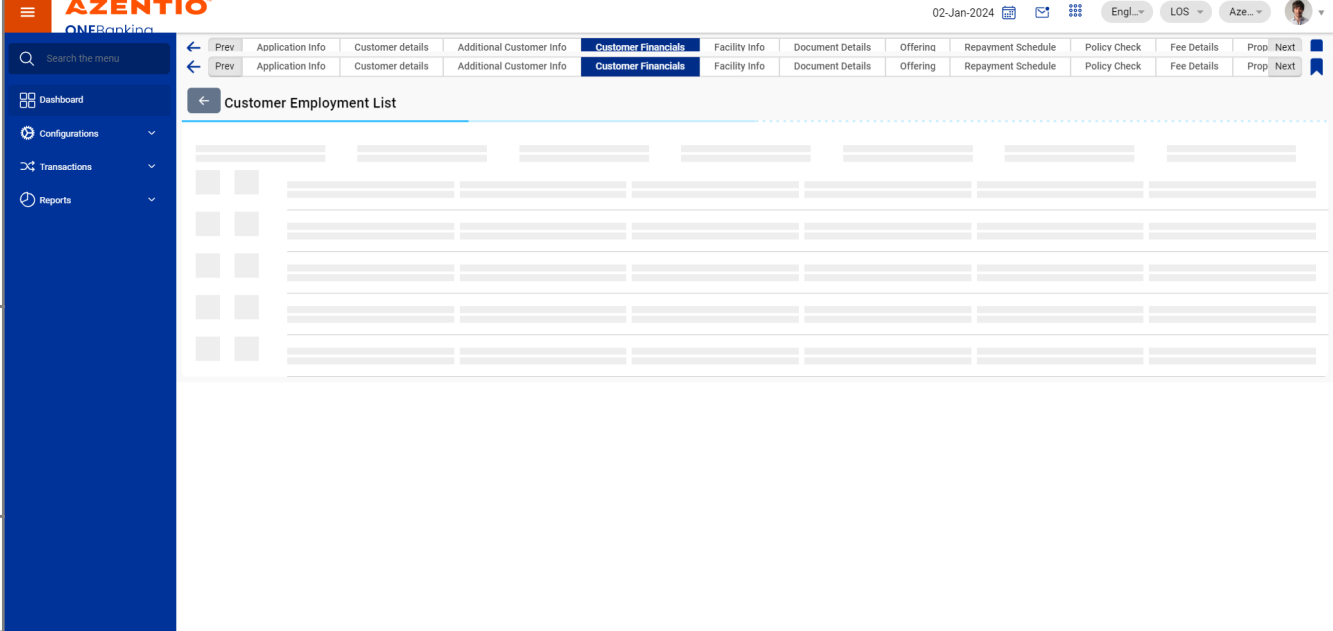 AZENTIO
ONEBanking
02-Jan-2024 Engl... LOS Aze...
Search the menu
Dashboard
Configurations
Transactions
Reports
Prev Application Info Customer details Additional Customer Info Customer Financials Facility Info Document Details Offering Repayment Schedule Policy Check Fee Details Prop Next
Prev Application Info Customer details Additional Customer Info Customer Financials Facility Info Document Details Offering Repayment Schedule Policy Check Fee Details Prop Next
Customer Employment List